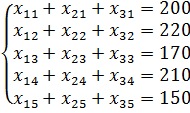 x₁₁ + x₂₁ + x₃₁ = 200
x₁₂ + x₂₂ + x₃₂ = 220
x₁₃ + x₂₃ + x₃₃ = 170
x₁₄ + x₂₄ + x₃₄ = 210
x₁₅ + x₂₅ + x₃₅ = 150